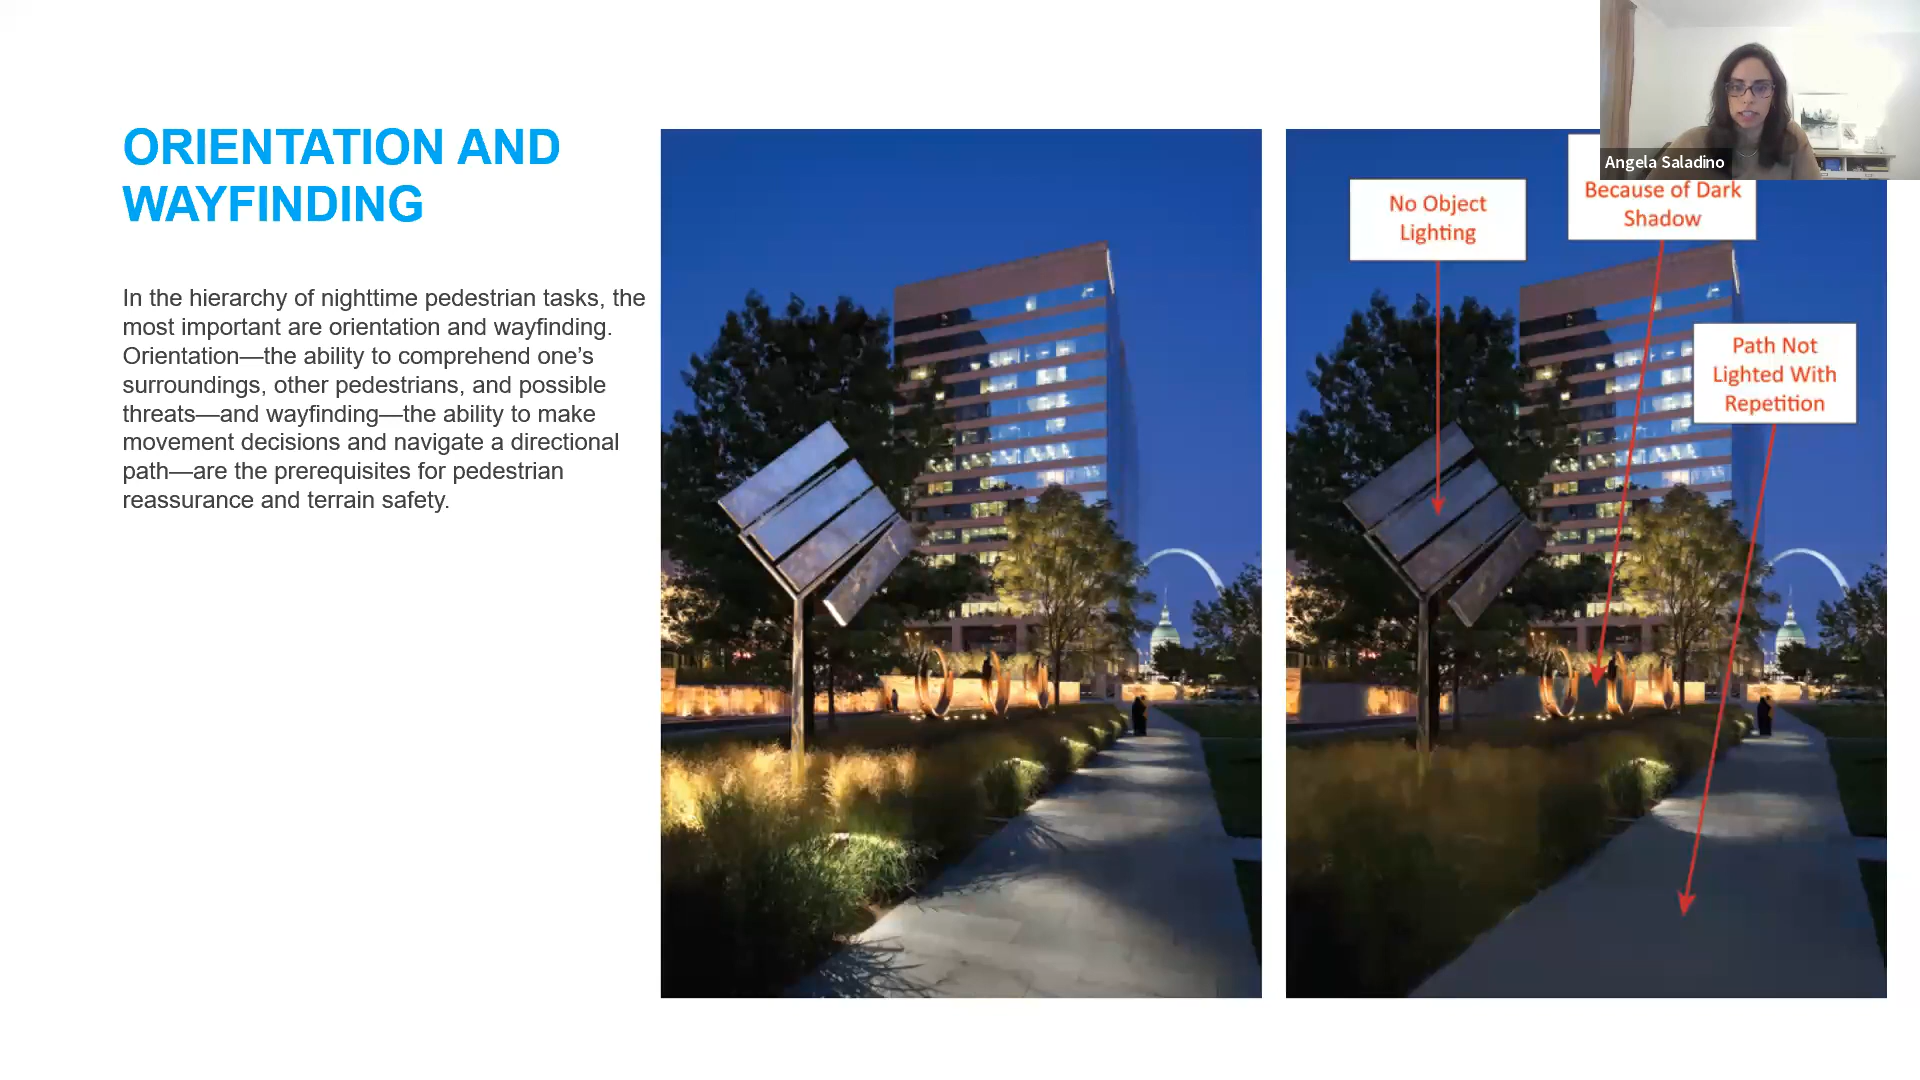 ORIENTATION AND
WAYFINDING
In the hierarchy of nighttime pedestrian tasks, the
most important are orientation and wayfinding.
Orientation—the ability to comprehend one’s
surroundings, other pedestrians, and possible
threats—and wayfinding—the ability to make
movement decisions and navigate a directional
path—are the prerequisites for pedestrian
reassurance and terrain safety.
No Object
Lighting
Because of Dark
Shadow
Path Not
Lighted With
Repetition
Angela Saladino